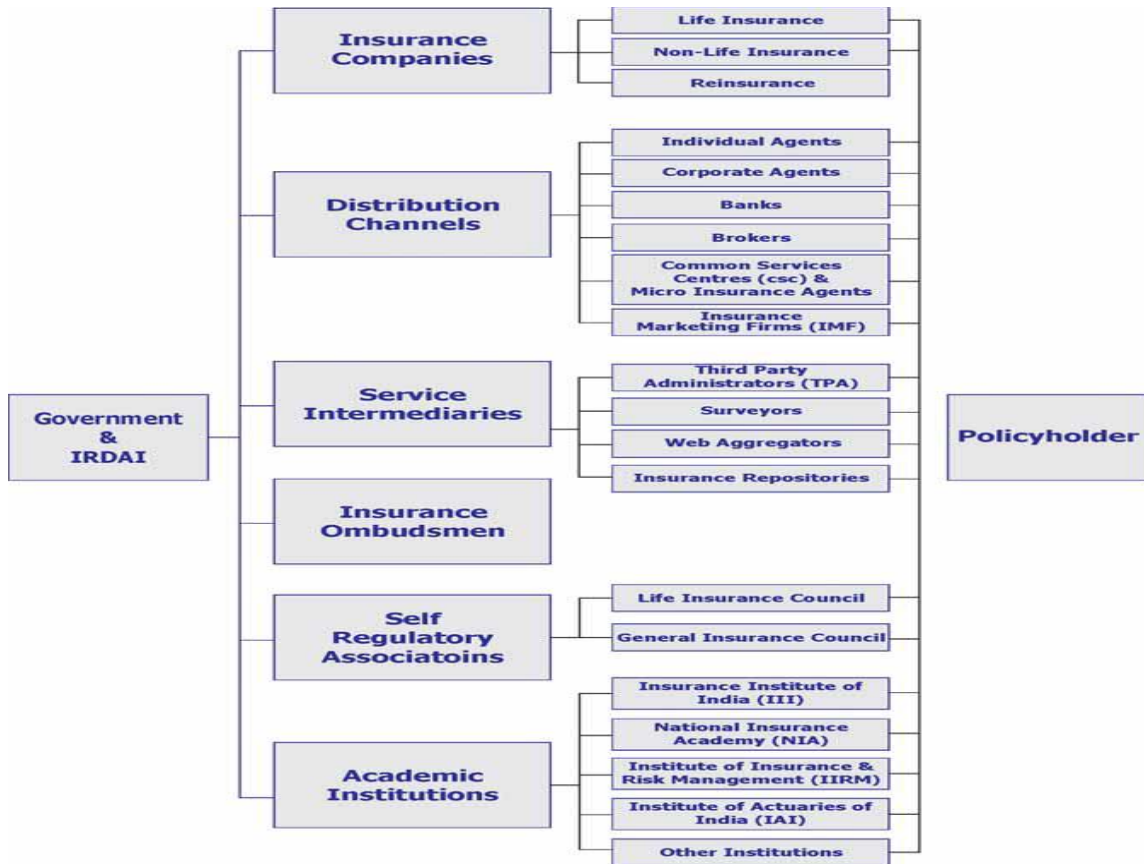 Government
&
IRDAI
Insurance
Companies
Life Insurance
Non-Life Insurance
Reinsurance
Distribution
Channels
Individual Agents
Corporate Agents
Banks
Brokers
Common Services
Centres (csc) &
Micro Insurance Agents
Insurance
Marketing Firms (IMF)
Service
Intermediaries
Third Party
Administrators (TPA)
Surveyors
Web Aggregators
Insurance Repositories
Insurance
Ombudsmen
Self
Regulatory
Associatoins
Life Insurance Council
General Insurance Council
Academic
Institutions
Insurance Institute of
India (III)
National Insurance
Academy (NIA)
Institute of Insurance &
Risk Management (IIRM)
Institute of Actuaries of
India (IAI)
Other Institutions
Policyholder